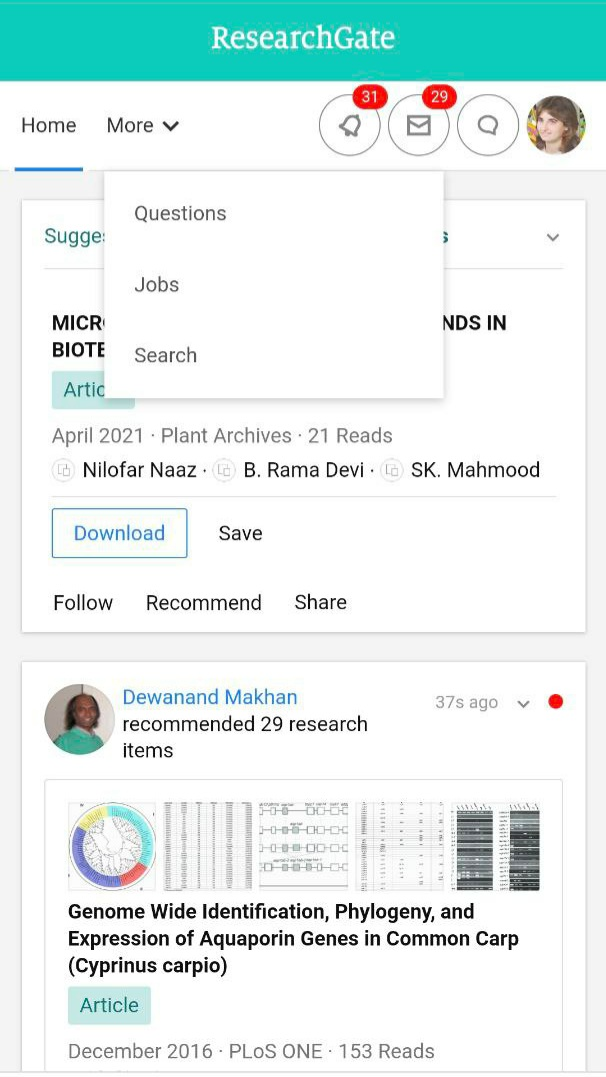 ResearchGate
Home More 31 29
Questions
Jobs
Search
Sugges s
MICR NDS IN
BIOTE
Artic
April 2021 · Plant Archives · 21 Reads
Nilofar Naaz · B. Rama Devi · SK. Mahmood
Download Save
Follow Recommend Share
Dewanand Makhan 37s ago
recommended 29 research
items
Genome Wide Identification, Phylogeny, and
Expression of Aquaporin Genes in Common Carp
(Cyprinus carpio)
Article
December 2016 · PLoS ONE · 153 Reads